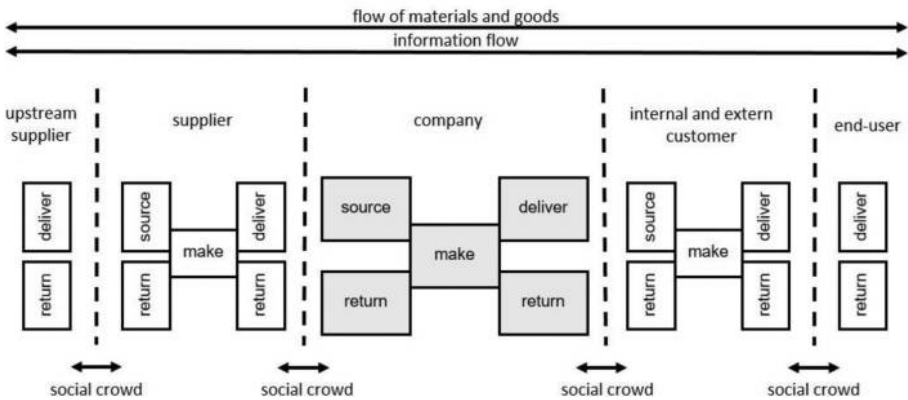 flow of materials and goods
information flow
upstream
supplier
supplier
company
internal and extern
customer
end-user
deliver
return
source
return
make
deliver
return
source
return
make
deliver
return
source
return
make
deliver
return
deliver
return
social crowd
social crowd
social crowd
social crowd